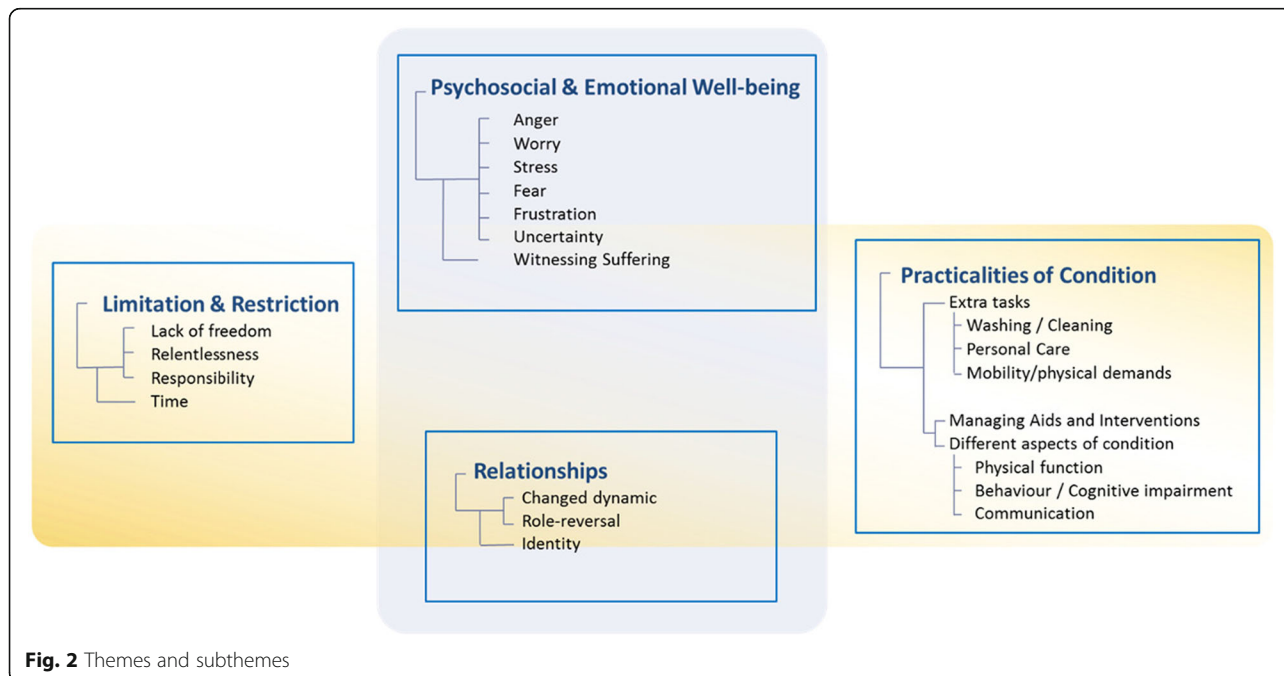 Psychosocial & Emotional Well-being
Anger
Worry
Stress
Fear
Frustration
Uncertainty
Witnessing Suffering
Limitation & Restriction
Lack of freedom
Relentlessness
Responsibility
Time
Relationships
Changed dynamic
Role-reversal
Identity
Practicalities of Condition
Extra tasks
Washing / Cleaning
Personal Care
Mobility/physical demands
Managing Aids and Interventions
Different aspects of condition
Physical function
Behaviour / Cognitive impairment
Communication
Fig. 2 Themes and subthemes